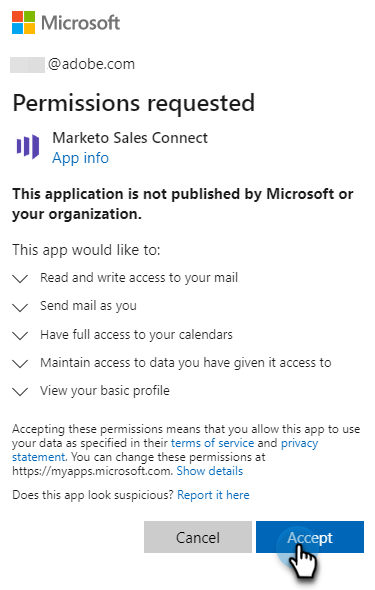 Microsoft
@adobe.com
Permissions requested
Marketo Sales Connect
App info
This application is not published by Microsoft or
your organization.
This app would like to:
Read and write access to your mail
Send mail as you
Have full access to your calendars
Maintain access to data you have given it access to
View your basic profile
Accepting these permissions means that you allow this app to use
your data as specified in their terms of service and privacy
statement. You can change these permissions at
https://myapps.microsoft.com. Show details
Does this app look suspicious? Report it here
Cancel Accept